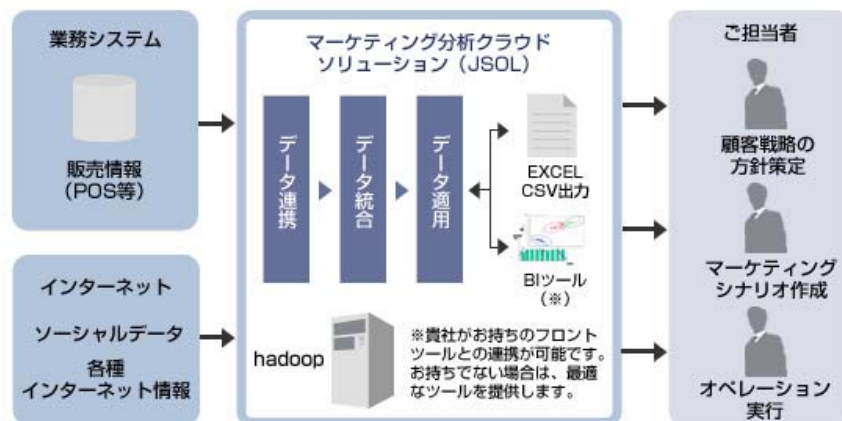 業務システム
販売情報
(POS等)
インターネット
ソーシャルデータ
各種
インターネット情報
マーケティング分析クラウド
ソリューション(JSOL)
データ連携
データ統合
データ適用
EXCEL
CSV出力
BIツール
(※)
hadoop
※貴社がお持ちのフロント
ツールとの連携が可能です。
お持ちでない場合は、最適
なツールを提供します。
ご担当者
顧客戦略の
方針策定
マーケティング
シナリオ作成
オペレーション
実行